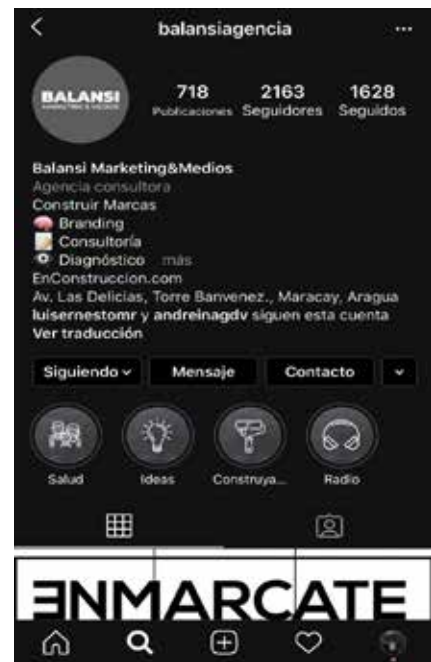 balansiagencia
BALANSI
718 2163 1628
Publicaciones Seguidores Seguidos
Balansi Marketing&Medios
Agencia consultora
Construir Marcas
Branding
Consultoría
Diagnóstico más
EnConstruccion.com
Av. Las Delicias, Torre Banvenez., Maracay, Aragua
luisernestomr y andreinagdv siguen esta cuenta
Ver traducción
Siguiendo Mensaje Contacto
Salud Ideas Construya... Radio
ƎNMARCATE